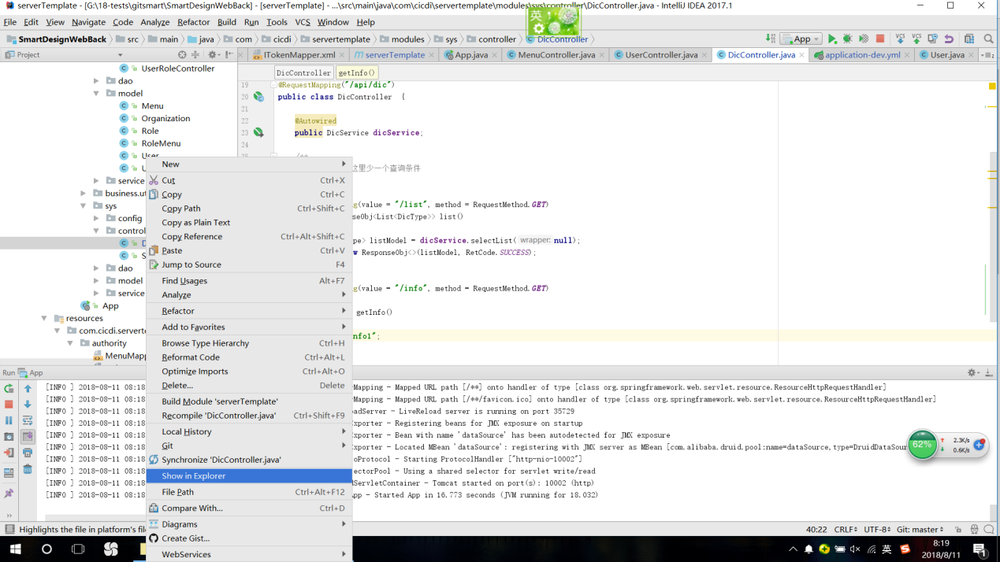 serverTemplate - [G:\18-tests\gitsmart\SmartDesignWebBack] - [serverTemplate] - ...\src\main\java\com\cicdi\servertemplate\modules\sys\controller\DicController.java - IntelliJ IDEA 2017.1
File Edit View Navigate Code Analyze Refactor Build Run Tools VCS Window Help
英
SmartDesignWebBack src main java com cicdi servertemplate modules sys controller DicController
App
Project
ITokenMapper.xml serverTemplate App.java MenuController.java UserController.java DicController.java application-dev.yml User.java
DicController getInfo()
UserRoleController
dao
model
Menu
Organization
Role
RoleMenu
User
U
service
business.ut
sys
config
control
D
S
dao
model
service
App
resources
com.cicdi.serverte
authority
MenuMapp
19 @RequestMapping("/api/dic")
20 public class DicController {
21
22 @Autowired
23 public DicService dicService;
24
/**
这里少一个查询条件
g(value = "/list", method = RequestMethod.GET)
seObj<List<DicType>> list()
pe> listModel = dicService.selectList( wrapper: null);
w ResponseObj<>(listModel, RetCode.SUCCESS);
g(value = "/info", method = RequestMethod.GET)
getInfo()
nfo1";
New
Cut Ctrl+X
Copy Ctrl+C
Copy Path Ctrl+Shift+C
Copy as Plain Text
Copy Reference Ctrl+Alt+Shift+C
Paste Ctrl+V
Jump to Source F4
Find Usages Alt+F7
Analyze
Refactor
Add to Favorites
Browse Type Hierarchy Ctrl+H
Reformat Code Ctrl+Alt+L
Optimize Imports Ctrl+Alt+O
Delete... Delete
Build Module 'serverTemplate'
Recompile 'DicController.java' Ctrl+Shift+F9
Local History
Git
Synchronize 'DicController.java'
Show in Explorer
File Path Ctrl+Alt+F12
Compare With... Ctrl+D
Diagrams
Create Gist...
WebServices
Run App
[INFO ] 2018-08-11 08:18 rMapping - Mapped URL path [/**] onto handler of type [class org.springframework.web.servlet.resource.ResourceHttpRequestHandler]
[INFO ] 2018-08-11 08:18 rMapping - Mapped URL path [/**/favicon.ico] onto handler of type [class org.springframework.web.servlet.resource.ResourceHttpRequestHandler]
[INFO ] 2018-08-11 08:18 oadServer - LiveReload server is running on port 35729
[INFO ] 2018-08-11 08:18 xporter - Registering beans for JMX exposure on startup
[INFO ] 2018-08-11 08:18 xporter - Bean with name 'dataSource' has been autodetected for JMX exposure
[INFO ] 2018-08-11 08:18 xporter - Located MBean 'dataSource': registering with JMX server as MBean [com.alibaba.druid.pool:name=dataSource,type=DruidDataSou
[INFO ] 2018-08-11 08:18 oProtocol - Starting ProtocolHandler ["http-nio-10002"]
[INFO ] 2018-08-11 08:18 ectorPool - Using a shared selector for servlet write/read
[INFO ] 2018-08-11 08:18 dServletContainer - Tomcat started on port(s): 10002 (http)
[INFO ] 2018-08-11 08:18 pp - Started App in 16.773 seconds (JVM running for 18.032)
62% 2.3K/s
0.6K/s
Highlights the file in platform's fil 40:22 CRLF UTF-8 Git: master
英 8:19
2018/8/11
1